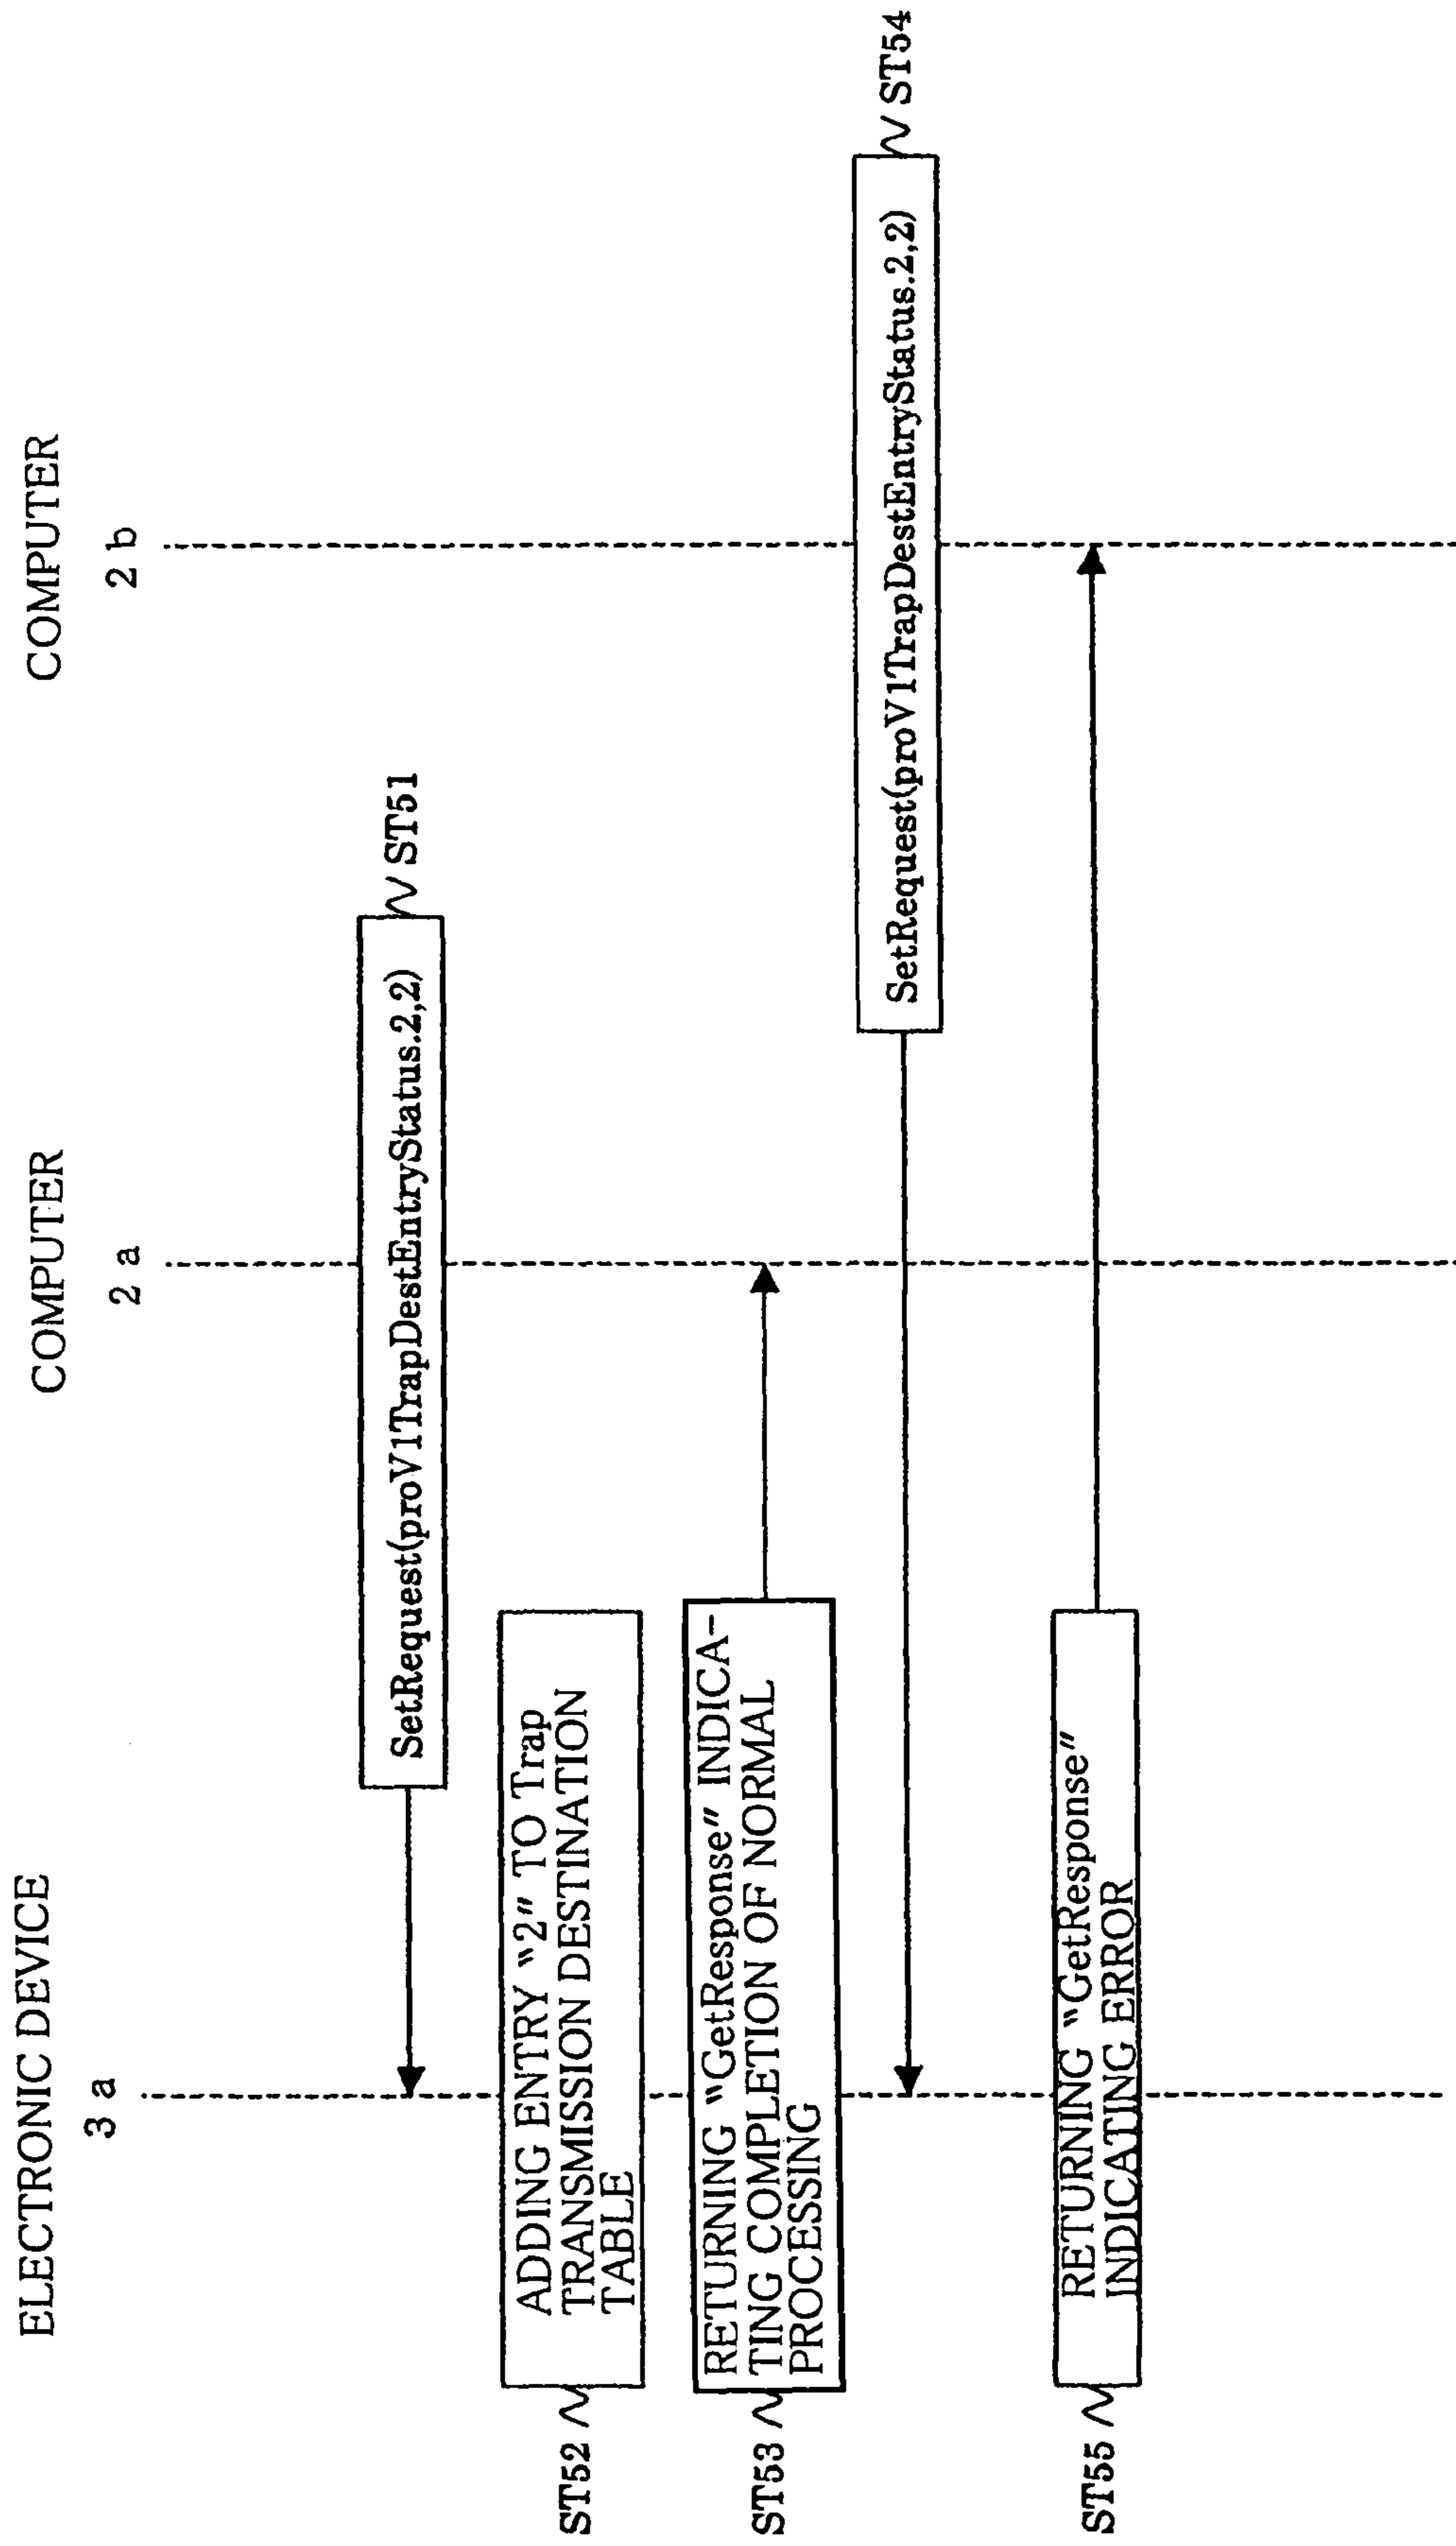 ELECTRONIC DEVICE
3 a
COMPUTER
2 a
COMPUTER
2 b
SetRequest(proV1TrapDestEntryStatus.2,2)
ST51
ST52
ADDING ENTRY "2" TO Trap
TRANSMISSION DESTINATION
TABLE
ST53
RETURNING "GetResponse" INDICA-
TING COMPLETION OF NORMAL
PROCESSING
SetRequest(proV1TrapDestEntryStatus.2,2)
ST54
ST55
RETURNING "GetResponse"
INDICATING ERROR